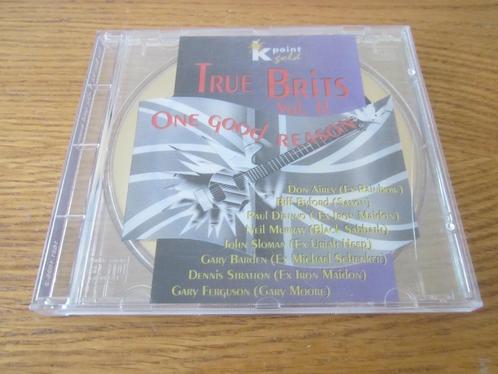 K point
gold
TRUE BRITS
VOL. II
ONE GOOD REASON
DON AIREY (EX RAINBOW)
BIFF BYFORD (SAXON)
PAUL DI'ANNO (EX IRON MAIDON)
NEIL MURRAY (BLACK SABBATH)
JOHN SLOMAN (EX URIAH HEEP)
GARY BARDEN (EX MICHAEL SCHENKER)
DENNIS STRATTON (EX IRON MAIDON)
GARY FERGUSON (GARY MOORE)